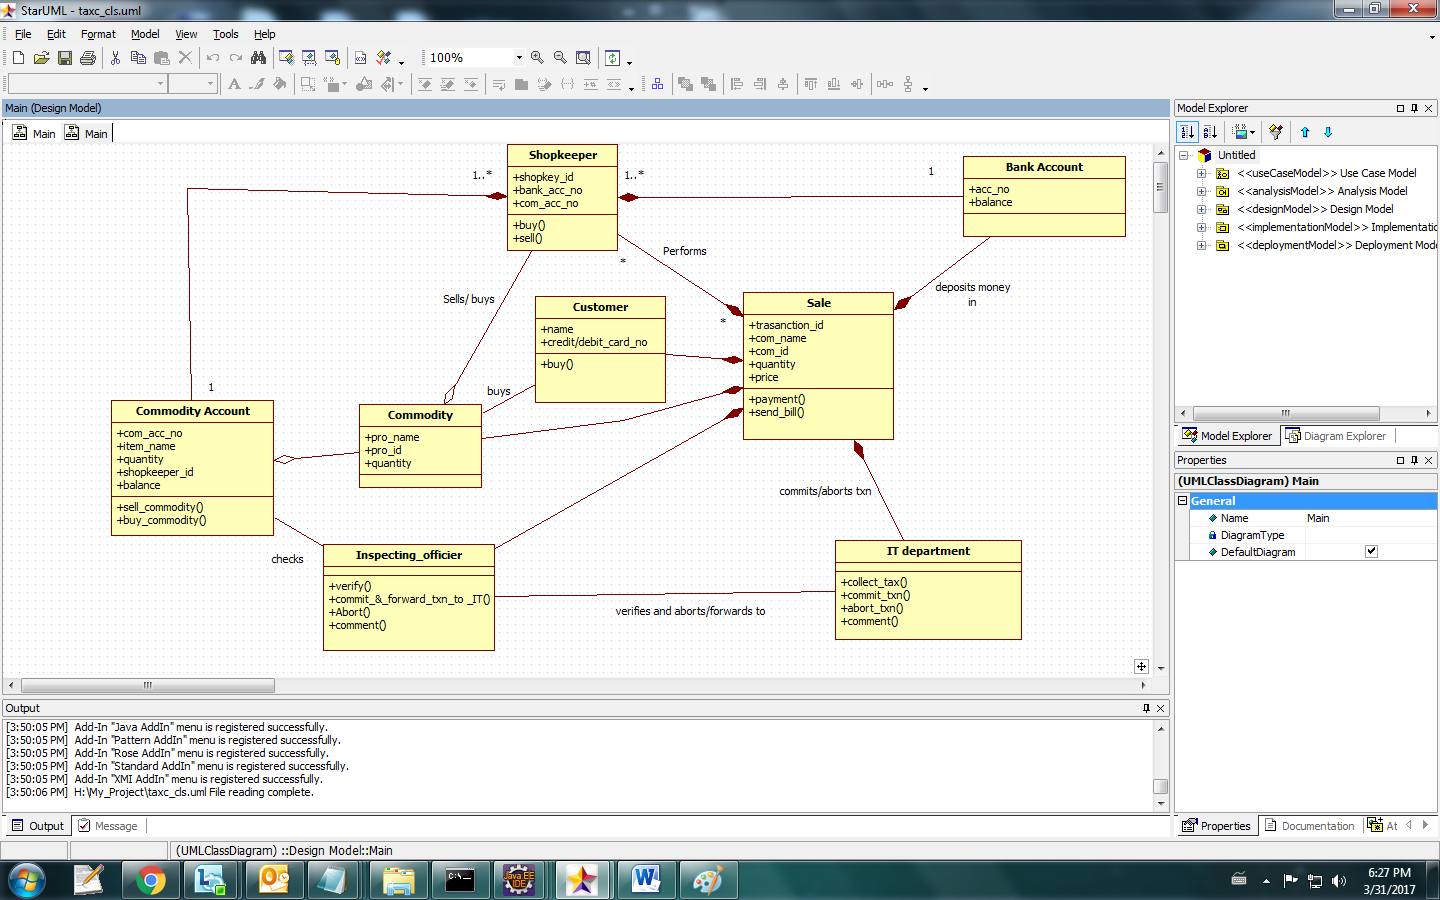 StarUML - taxc_cls.uml
File Edit Format Model View Tools Help
100%
Main (Design Model)
Main Main
Shopkeeper
+shopkey_id
+bank_acc_no
+com_acc_no
+buy()
+sell()
1..*
1..*
1
Bank Account
+acc_no
+balance
Performs
*
*
Sells/ buys
deposits money
in
Customer
+name
+credit/debit_card_no
+buy()
Sale
+trasanction_id
+com_name
+com_id
+quantity
+price
+payment()
+send_bill()
1
buys
Commodity Account
+com_acc_no
+item_name
+quantity
+shopkeeper_id
+balance
+sell_commodity()
+buy_commodity()
Commodity
+pro_name
+pro_id
+quantity
commits/aborts txn
checks
Inspecting_officier
+verify()
+commit_&_forward_txn_to _IT()
+Abort()
+comment()
verifies and aborts/forwards to
IT department
+collect_tax()
+commit_txn()
+abort_txn()
+comment()
Model Explorer
Untitled
<<useCaseModel>> Use Case Model
<<analysisModel>> Analysis Model
<<designModel>> Design Model
<<implementationModel>> Implementatio
<<deploymentModel>> Deployment Mode
Model Explorer Diagram Explorer
Properties
(UMLClassDiagram) Main
General
Name Main
DiagramType
DefaultDiagram
Properties Documentation At
Output
[3:50:05 PM] Add-In "Java AddIn" menu is registered successfully.
[3:50:05 PM] Add-In "Pattern AddIn" menu is registered successfully.
[3:50:05 PM] Add-In "Rose AddIn" menu is registered successfully.
[3:50:05 PM] Add-In "Standard AddIn" menu is registered successfully.
[3:50:05 PM] Add-In "XMI AddIn" menu is registered successfully.
[3:50:06 PM] H:\My_Project\taxc_cls.uml File reading complete.
Output Message
(UMLClassDiagram) ::Design Model::Main
C:\_
Java EE
IDE
6:27 PM
3/31/2017